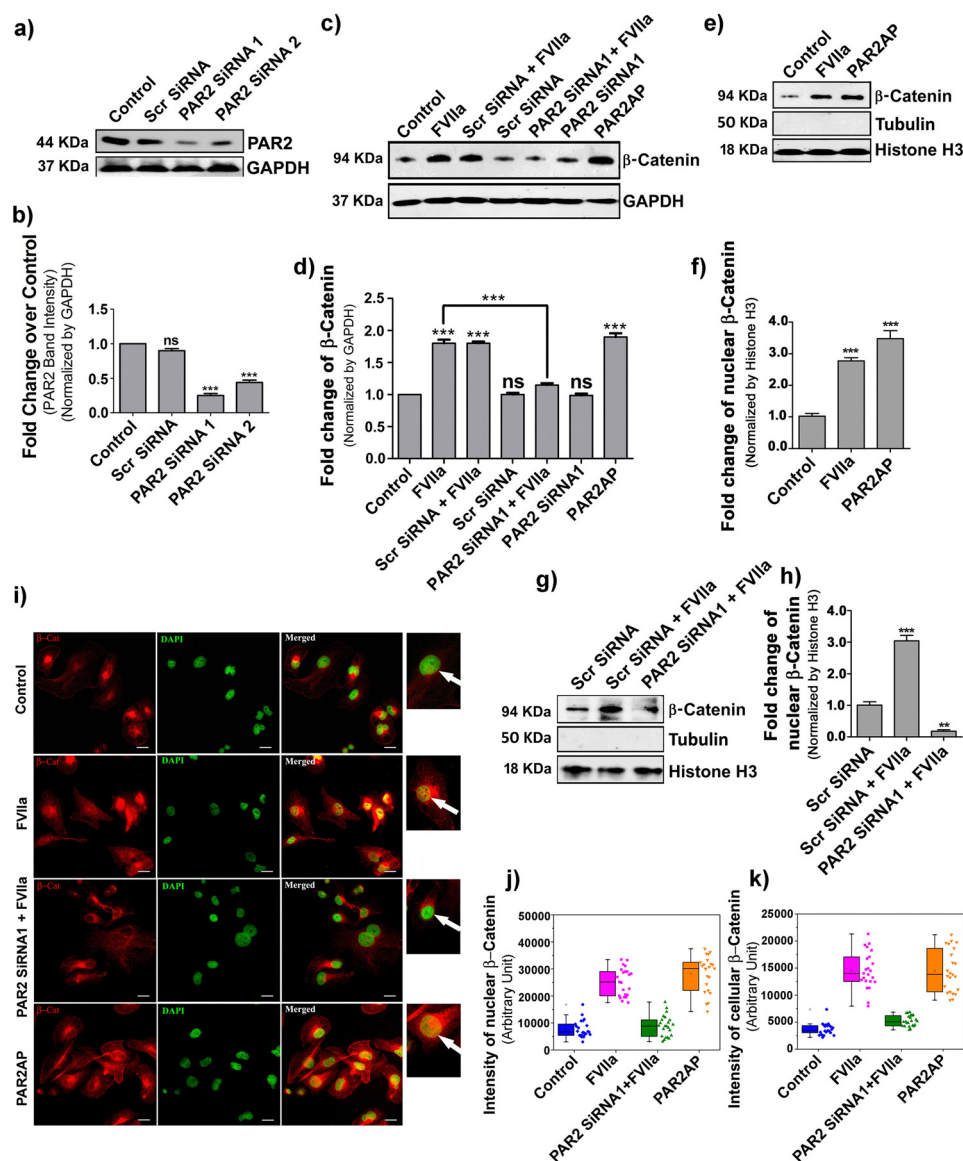 a)
Control
Scr SiRNA
PAR2 SiRNA 1
PAR2 SiRNA 2
44 KDa
PAR2
37 KDa
GAPDH
b)
Fold Change over Control
(PAR2 Band Intensity)
(Normalized by GAPDH)
1.5
1.0
0.5
0.0
ns
***
***
Control
Scr SiRNA
PAR2 SiRNA 1
PAR2 SiRNA 2
c)
Control
FVIIa
Scr SiRNA + FVIIa
Scr SiRNA
PAR2 SiRNA1 + FVIIa
PAR2 SiRNA1
PAR2AP
94 KDa
β-Catenin
37 KDa
GAPDH
d)
Fold change of β-Catenin
(Normalized by GAPDH)
2.5
2.0
1.5
1.0
0.5
0.0
***
***
***
ns
ns
***
Control
FVIIa
Scr SiRNA + FVIIa
Scr SiRNA
PAR2 SiRNA1 + FVIIa
PAR2 SiRNA1
PAR2AP
e)
Control
FVIIa
PAR2AP
94 KDa
β-Catenin
50 KDa
Tubulin
18 KDa
Histone H3
f)
Fold change of nuclear β-Catenin
(Normalized by Histone H3)
4.0
3.0
2.0
1.0
0.0
***
***
Control
FVIIa
PAR2AP
g)
Scr SiRNA
Scr SiRNA + FVIIa
PAR2 SiRNA1 + FVIIa
94 KDa
β-Catenin
50 KDa
Tubulin
18 KDa
Histone H3
h)
Fold change of
nuclear β-Catenin
(Normalized by Histone H3)
4.0
3.0
2.0
1.0
0.0
***
**
Scr SiRNA
Scr SiRNA + FVIIa
PAR2 SiRNA1 + FVIIa
i)
Control
β-Cat
DAPI
Merged
FVIIa
β-Cat
DAPI
Merged
PAR2 SiRNA1 + FVIIa
β-Cat
DAPI
Merged
PAR2AP
β-Cat
DAPI
Merged
j)
Intensity of nuclear β-Catenin
(Arbitrary Unit)
50000
40000
30000
20000
10000
0
Control
FVIIa
PAR2 SiRNA1+FVIIa
PAR2AP
k)
Intensity of cellular β-Catenin
(Arbitrary Unit)
25000
20000
15000
10000
5000
0
Control
FVIIa
PAR2 SiRNA1+FVIIa
PAR2AP